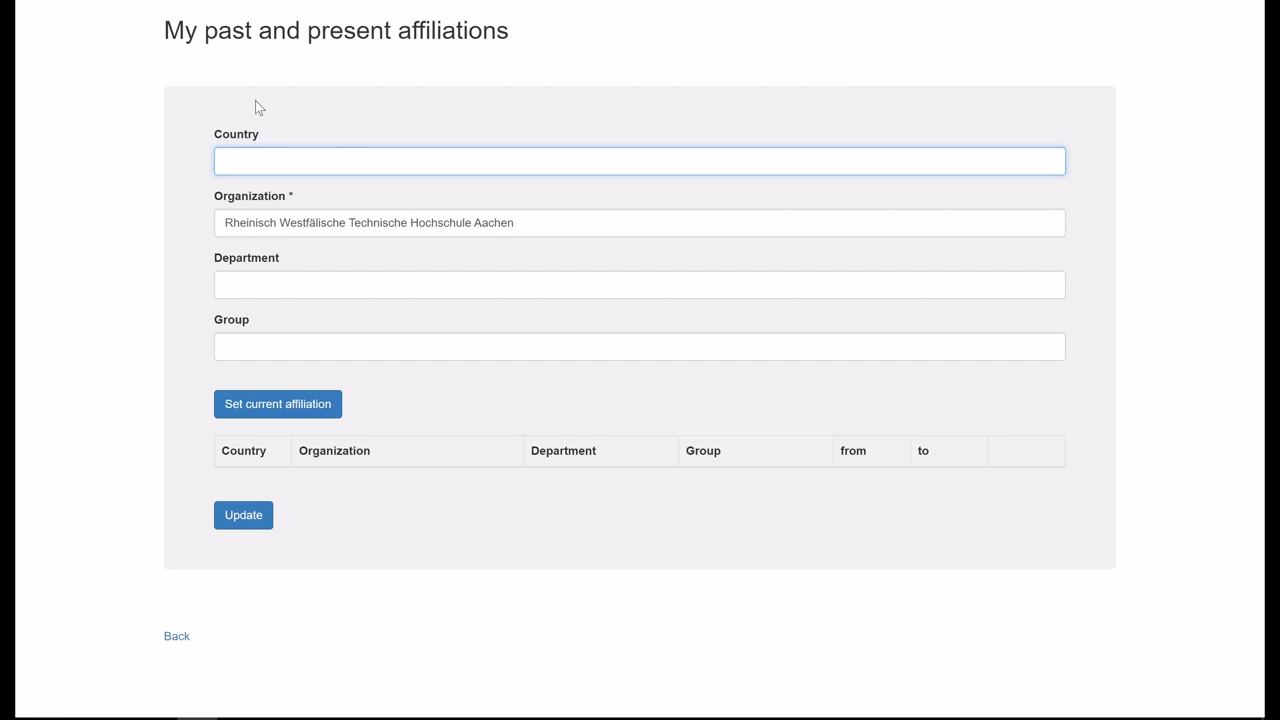 My past and present affiliations
Country
Organization *
Rheinisch Westfälische Technische Hochschule Aachen
Department
Group
Set current affiliation
Country Organization Department Group from to
Update
Back